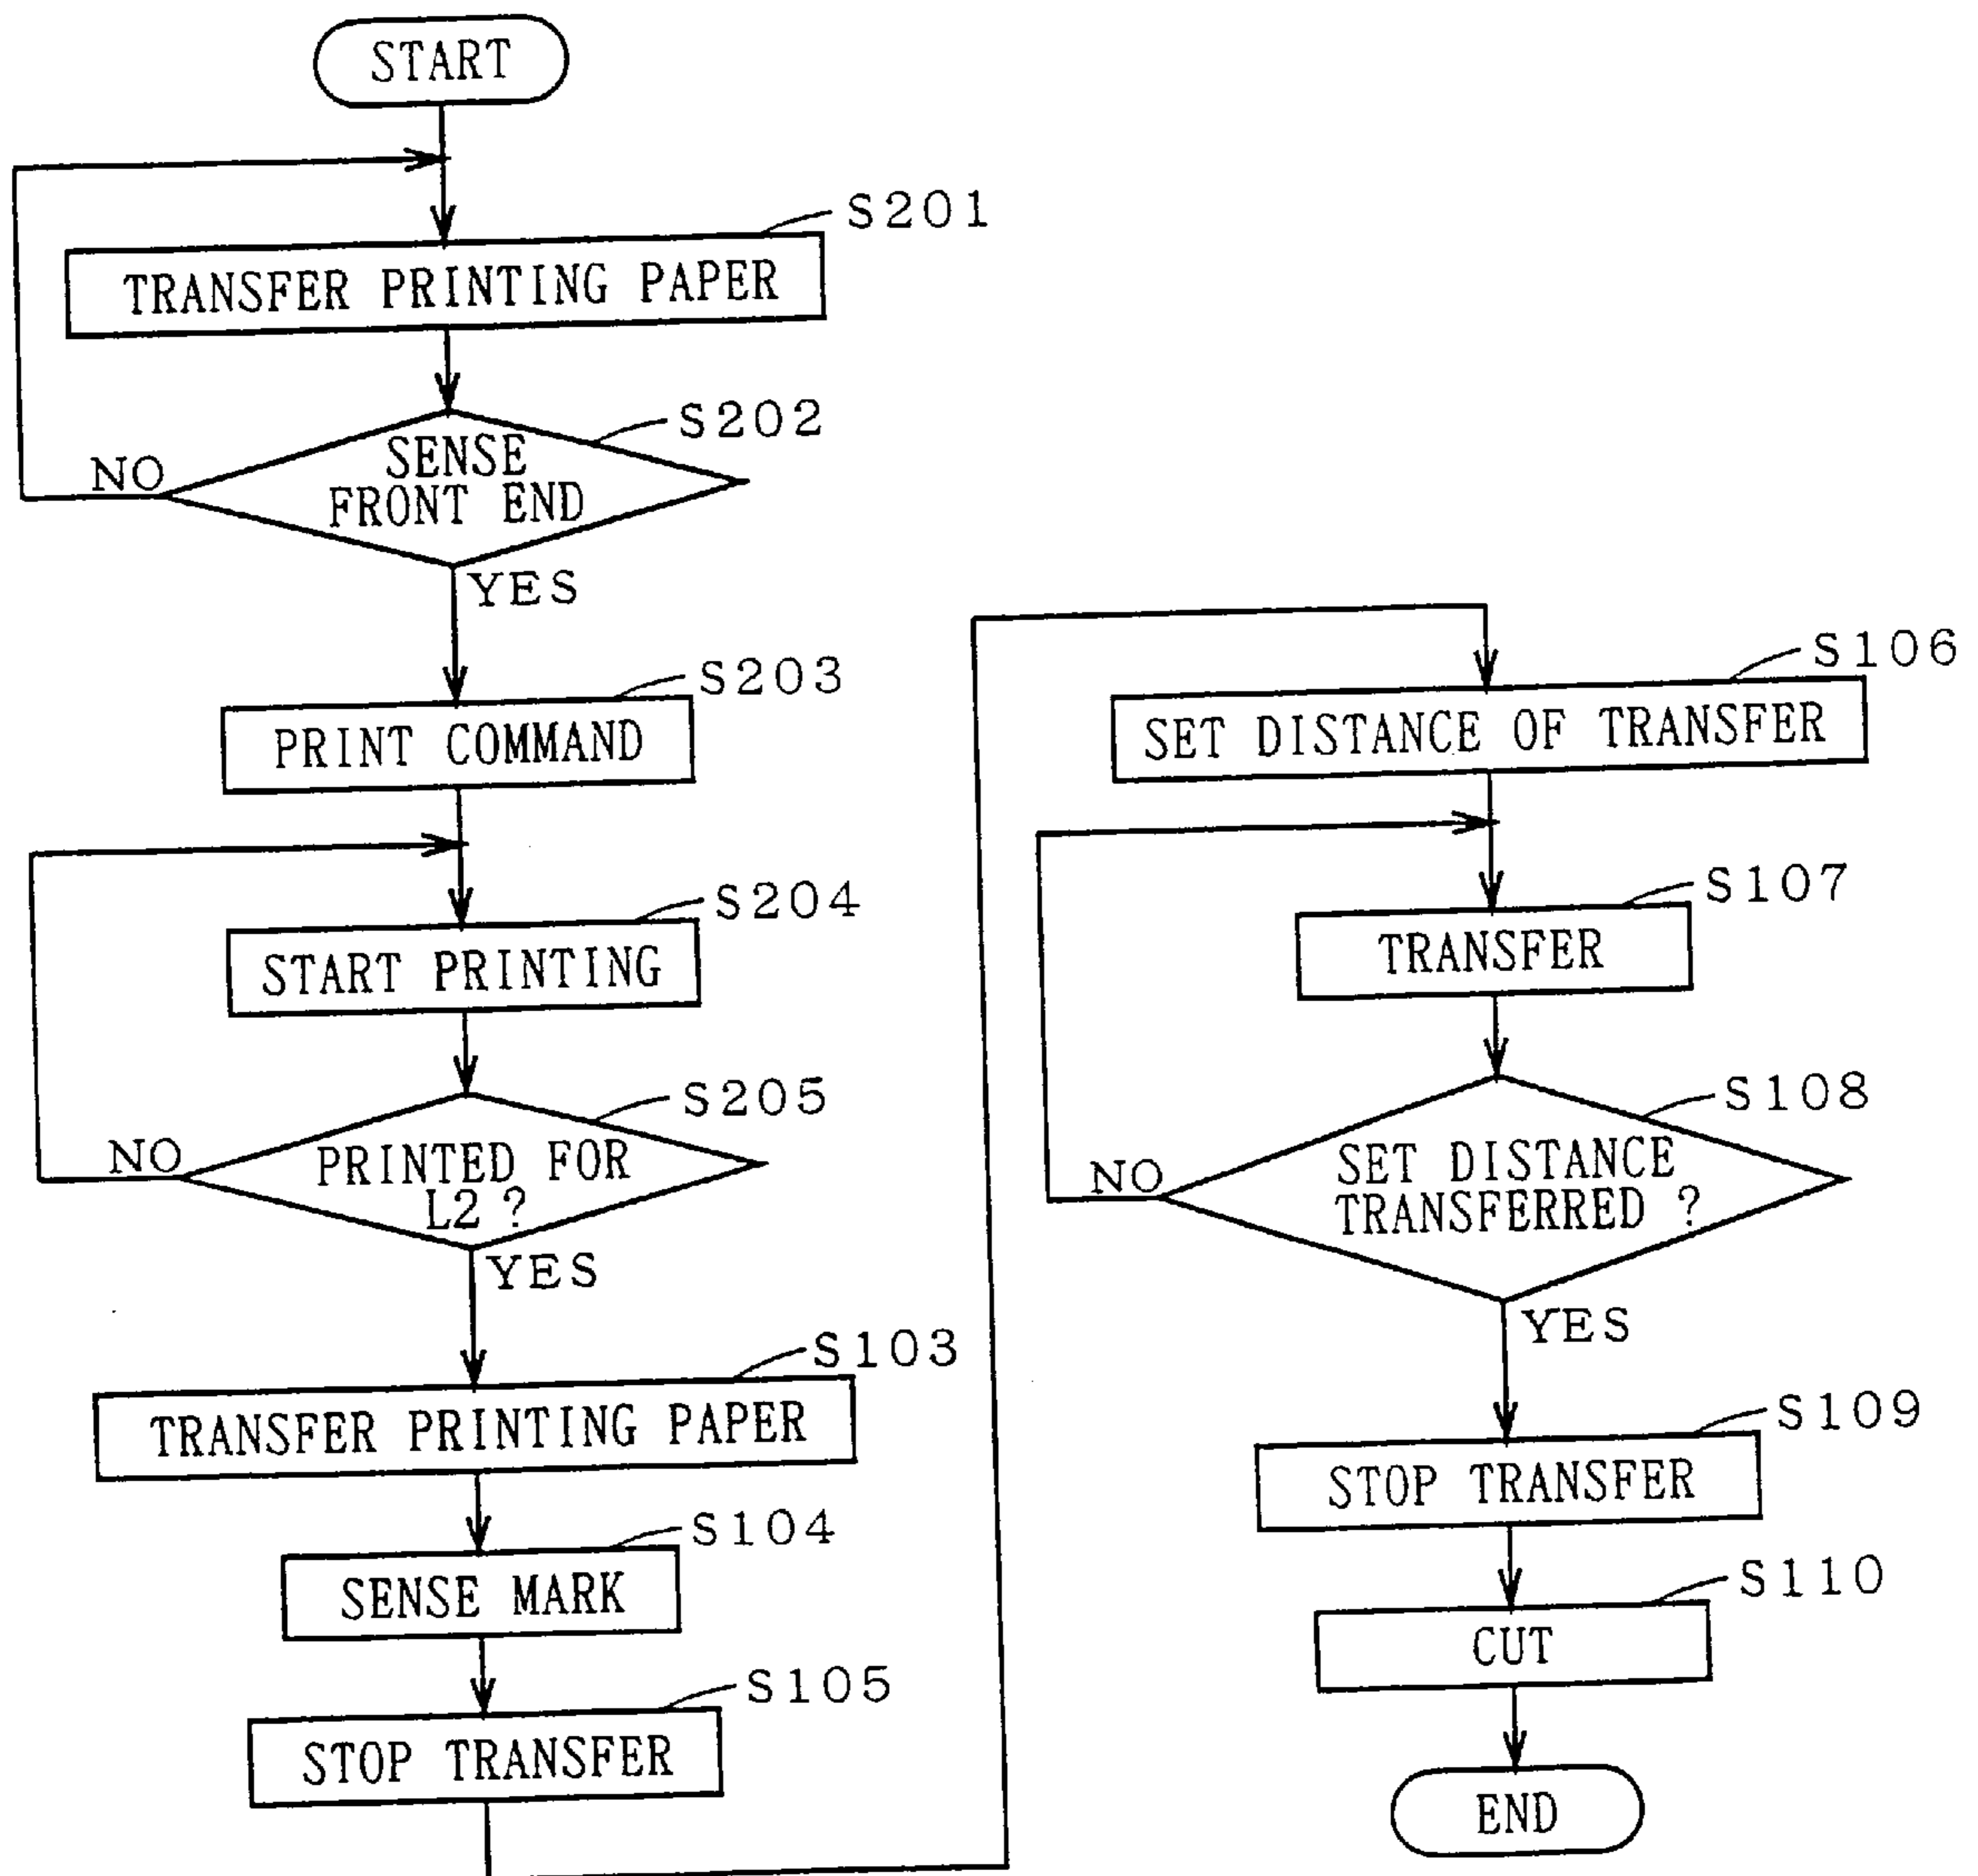 START
S201
TRANSFER PRINTING PAPER
S202
SENSE
FRONT END
NO
YES
S203
PRINT COMMAND
S204
START PRINTING
S205
PRINTED FOR
L2 ?
NO
YES
S103
TRANSFER PRINTING PAPER
S104
SENSE MARK
S105
STOP TRANSFER
S106
SET DISTANCE OF TRANSFER
S107
TRANSFER
S108
SET DISTANCE
TRANSFERRED ?
NO
YES
S109
STOP TRANSFER
S110
CUT
END